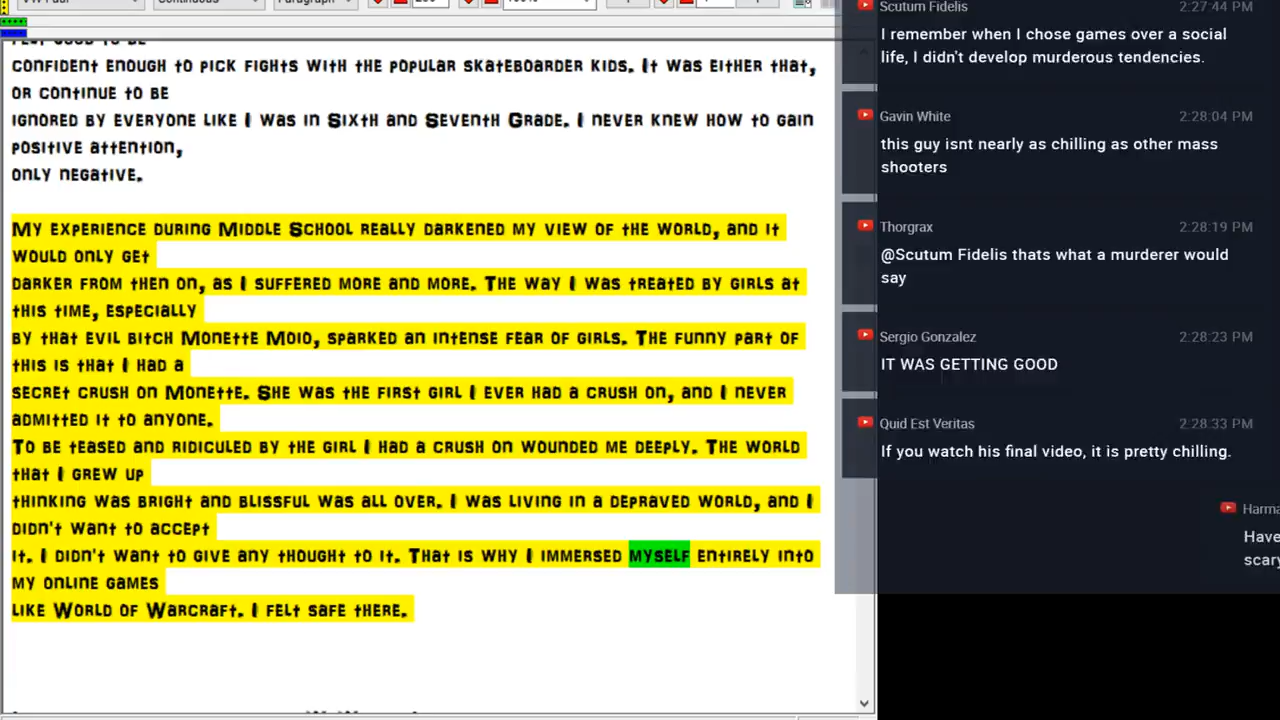 CONFIDENT ENOUGH TO PICK FIGHTS WITH THE POPULAR SKATEBOARDER KIDS. IT WAS EITHER THAT,
OR CONTINUE TO BE
IGNORED BY EVERYONE LIKE I WAS IN SIXTH AND SEVENTH GRADE. I NEVER KNEW HOW TO GAIN
POSITIVE ATTENTION,
ONLY NEGATIVE.
MY EXPERIENCE DURING MIDDLE SCHOOL REALLY DARKENED MY VIEW OF THE WORLD, AND IT
WOULD ONLY GET
DARKER FROM THEN ON, AS I SUFFERED MORE AND MORE. THE WAY I WAS TREATED BY GIRLS AT
THIS TIME, ESPECIALLY
BY THAT EVIL BITCH MONETTE MOIO, SPARKED AN INTENSE FEAR OF GIRLS. THE FUNNY PART OF
THIS IS THAT I HAD A
SECRET CRUSH ON MONETTE. SHE WAS THE FIRST GIRL I EVER HAD A CRUSH ON, AND I NEVER
ADMITTED IT TO ANYONE.
TO BE TEASED AND RIDICULED BY THE GIRL I HAD A CRUSH ON WOUNDED ME DEEPLY. THE WORLD
THAT I GREW UP
THINKING WAS BRIGHT AND BLISSFUL WAS ALL OVER. I WAS LIVING IN A DEPRAVED WORLD, AND I
DIDN'T WANT TO ACCEPT
IT. I DIDN'T WANT TO GIVE ANY THOUGHT TO IT. THAT IS WHY I IMMERSED MYSELF ENTIRELY INTO
MY ONLINE GAMES
LIKE WORLD OF WARCRAFT. I FELT SAFE THERE.
Scutum Fidelis 2:27:44 PM
I remember when I chose games over a social
life, I didn't develop murderous tendencies.
Gavin White 2:28:04 PM
this guy isnt nearly as chilling as other mass
shooters
Thorgrax 2:28:19 PM
@Scutum Fidelis thats what a murderer would
say
Sergio Gonzalez 2:28:23 PM
IT WAS GETTING GOOD
Quid Est Veritas 2:28:33 PM
If you watch his final video, it is pretty chilling.
Harma
Have
scary